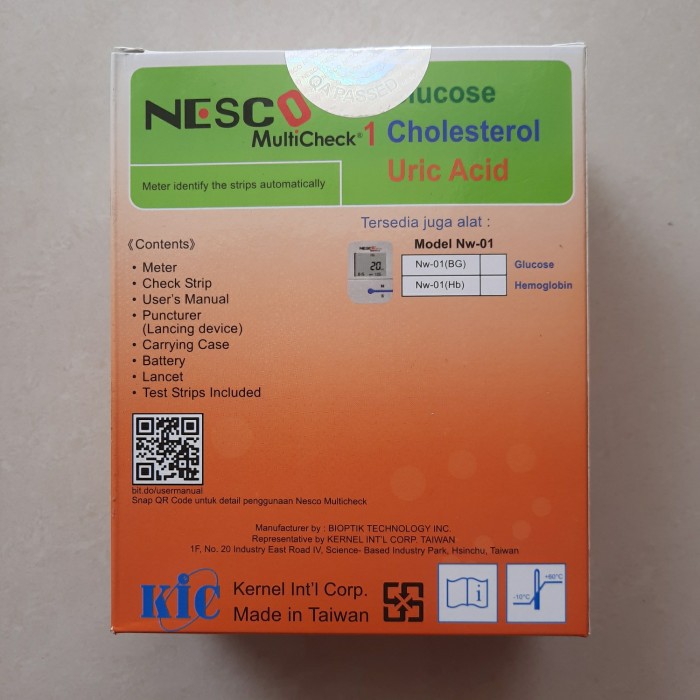 QA PASSED
NESCO
MultiCheck® 1
Glucose
Cholesterol
Uric Acid
Meter identify the strips automatically
Tersedia juga alat :
《Contents》
• Meter
• Check Strip
• User's Manual
• Puncturer
(Lancing device)
• Carrying Case
• Battery
• Lancet
• Test Strips Included
Model Nw-01
Nw-01(BG) Glucose
Nw-01(Hb) Hemoglobin
NESCO
20
bit.do/usermanual
Snap QR Code untuk detail penggunaan Nesco Multicheck
Manufacturer by : BIOPTIK TECHNOLOGY INC.
Representative by KERNEL INT'L CORP. TAIWAN
1F, No. 20 Industry East Road IV, Science- Based Industry Park, Hsinchu, Taiwan
KIC
Kernel Int'l Corp.
Made in Taiwan
i
-10°C
+60°C